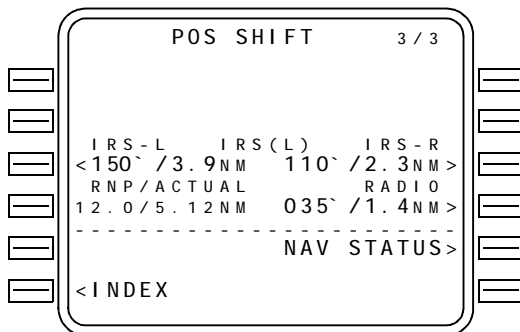 POS SHIFT 3/3
IRS-L IRS(L) IRS-R
<150`/3.9NM 110`/2.3NM>
RNP/ACTUAL RADIO
12.0/5.12NM 035`/1.4NM>
------------------------
NAV STATUS>
<INDEX